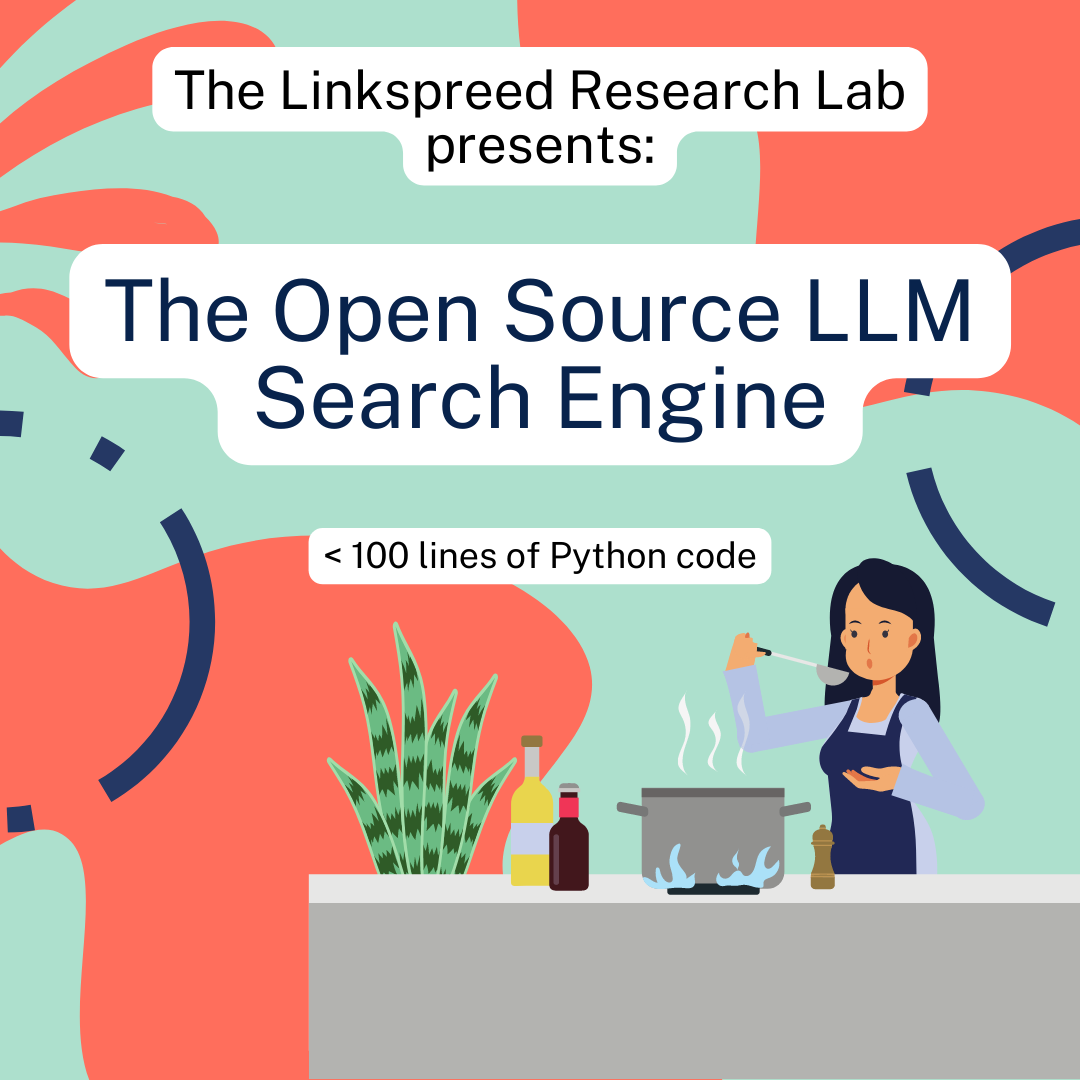 The Linkspreed Research Lab
presents:
The Open Source LLM
Search Engine
< 100 lines of Python code